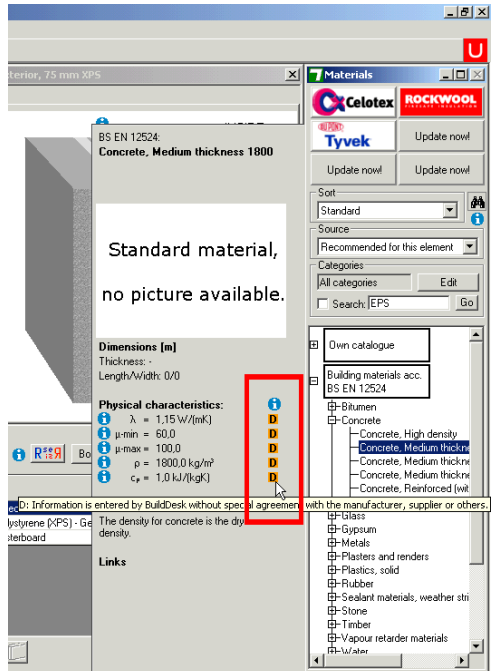 terior, 75 mm XPS
Materials
U
Celotex
ROCKWOOL
FIRESAFE INSULATION
DU PONT
Tyvek
Update now!
Update now!
Update now!
Sort
Standard
Source
Recommended for this element
Categories
All categories
Edit
Search:
EPS
Go
BS EN 12524:
Concrete, Medium thickness 1800
Standard material,
no picture available.
Dimensions [m]
Thickness: -
Length/Width: 0/0
Physical characteristics:
λ = 1,15 W/(mK) D
μ-min = 60,0 D
μ-max = 100,0 D
ρ = 1800,0 kg/m³ D
cₚ = 1,0 kJ/(kgK) D
D: Information is entered by BuildDesk without special agreement with the manufacturer, supplier or others.
The density for concrete is the dry
density.
Links
Own catalogue
Building materials acc.
BS EN 12524
Bitumen
Concrete
Concrete, High density
Concrete, Medium thickne
Concrete, Medium thickne
Concrete, Medium thickne
Concrete, Reinforced (wit
Glass
Gypsum
Metals
Plasters and renders
Plastics, solid
Rubber
Sealant materials, weather stri
Stone
Timber
Vapour retarder materials
Water
Rse
Bo
lystyrene (XPS) - Ge
sterboard